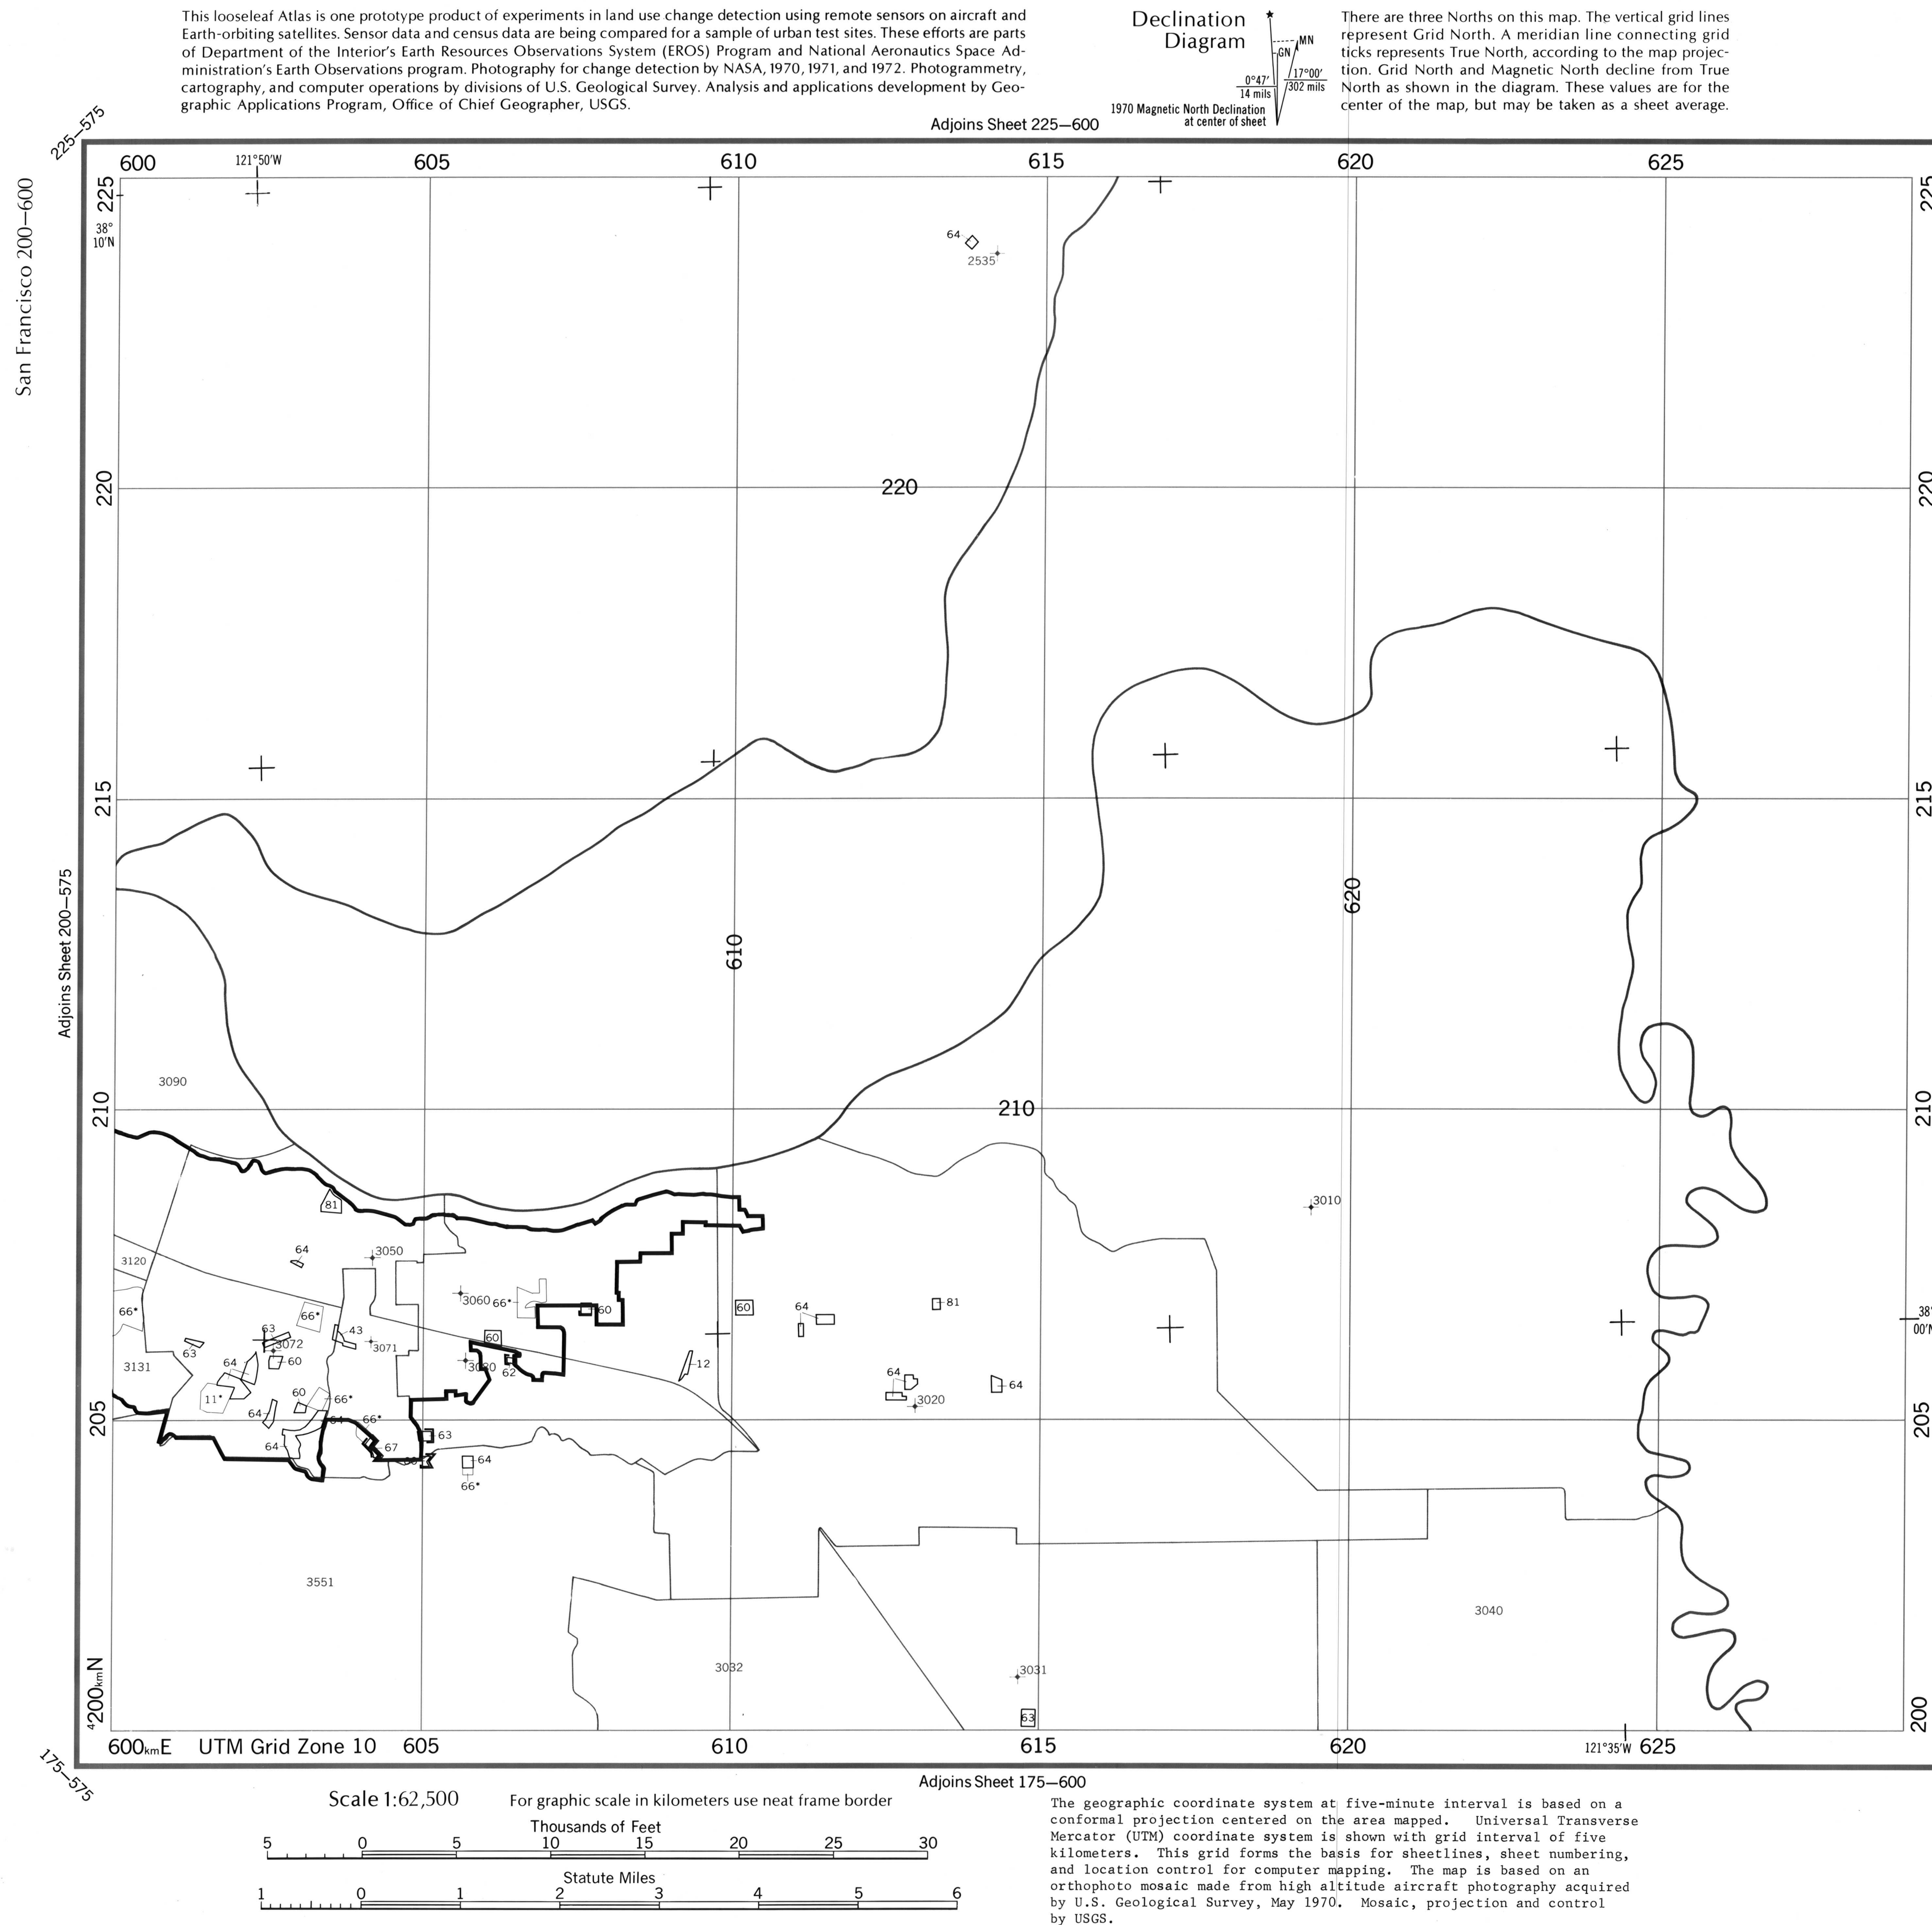 This looseleaf Atlas is one prototype product of experiments in land use change detection using remote sensors on aircraft and
Earth-orbiting satellites. Sensor data and census data are being compared for a sample of urban test sites. These efforts are parts
of Department of the Interior's Earth Resources Observations System (EROS) Program and National Aeronautics Space Ad-
ministration's Earth Observations program. Photography for change detection by NASA, 1970, 1971, and 1972. Photogrammetry,
cartography, and computer operations by divisions of U.S. Geological Survey. Analysis and applications development by Geo-
graphic Applications Program, Office of Chief Geographer, USGS.
Declination
Diagram
MN
GN
0°47'
14 mils
17°00'
302 mils
1970 Magnetic North Declination
at center of sheet
There are three Norths on this map. The vertical grid lines
represent Grid North. A meridian line connecting grid
ticks represents True North, according to the map projec-
tion. Grid North and Magnetic North decline from True
North as shown in the diagram. These values are for the
center of the map, but may be taken as a sheet average.
225—575
Adjoins Sheet 225—600
San Francisco 200—600
600
121°50'W
605
610
615
620
625
225
225
38°
10'N
64
2535
220
220
220
215
215
620
610
Adjoins Sheet 200—575
3090
210
210
210
81
3010
3050
64
3120
3060
66*
60
60
64
81
66*
66*
38°
00'N
63
43
60
3072
3071
63
3131
64
60
62
12
64
64
3020
11*
60
66*
64
66*
205
205
64
67
63
64
66*
3551
3040
3032
3031
63
4200kmN
200
600kmE
UTM Grid Zone 10
605
610
615
620
121°35'W
625
175—575
Adjoins Sheet 175—600
Scale 1:62,500
For graphic scale in kilometers use neat frame border
Thousands of Feet
5 0 5 10 15 20 25 30
Statute Miles
1 0 1 2 3 4 5 6
The geographic coordinate system at five-minute interval is based on a
conformal projection centered on the area mapped. Universal Transverse
Mercator (UTM) coordinate system is shown with grid interval of five
kilometers. This grid forms the basis for sheetlines, sheet numbering,
and location control for computer mapping. The map is based on an
orthophoto mosaic made from high altitude aircraft photography acquired
by U.S. Geological Survey, May 1970. Mosaic, projection and control
by USGS.